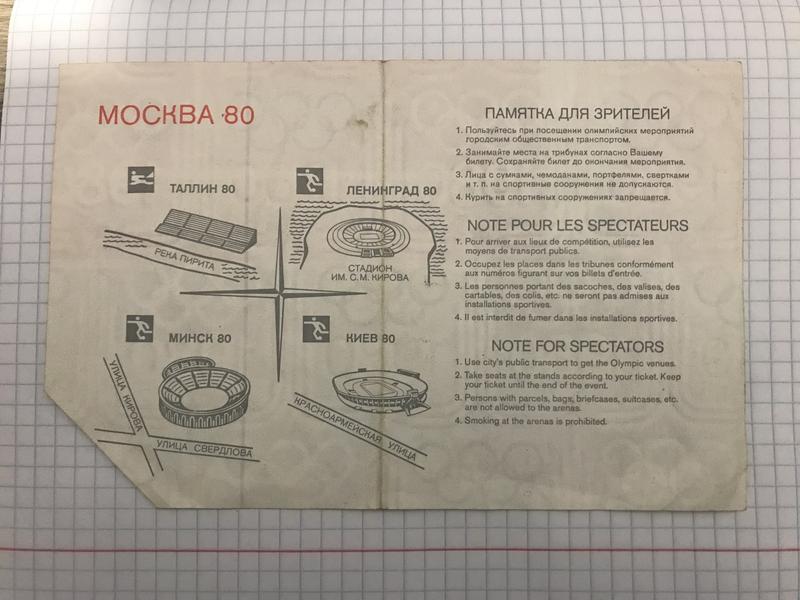 МОСКВА 80
ТАЛЛИН 80
РЕКА ПИРИТА
ЛЕНИНГРАД 80
СТАДИОН
ИМ. С.М. КИРОВА
МИНСК 80
УЛИЦА КИРОВА
УЛИЦА СВЕРДЛОВА
КИЕВ 80
КРАСНОАРМЕЙСКАЯ УЛИЦА
ПАМЯТКА ДЛЯ ЗРИТЕЛЕЙ
1. Пользуйтесь при посещении олимпийских мероприятий
городским общественным транспортом.
2. Занимайте места на трибунах согласно Вашему
билету. Сохраняйте билет до окончания мероприятия.
3. Лица с сумками, чемоданами, портфелями, свертками
и т. п. на спортивные сооружения не допускаются.
4. Курить на спортивных сооружениях запрещается.
NOTE POUR LES SPECTATEURS
1. Pour arriver aux lieux de compétition, utilisez les
moyens de transport publics.
2. Occupez les places dans les tribunes conformément
aux numéros figurant sur vos billets d'entrée.
3. Les personnes portant des sacoches, des valises, des
cartables, des colis, etc. ne seront pas admises aux
installations sportives.
4. Il est interdit de fumer dans les installations sportives.
NOTE FOR SPECTATORS
1. Use city's public transport to get the Olympic venues.
2. Take seats at the stands according to your ticket. Keep
your ticket until the end of the event.
3. Persons with parcels, bags, briefcases, suitcases, etc.
are not allowed to the arenas.
4. Smoking at the arenas is prohibited.